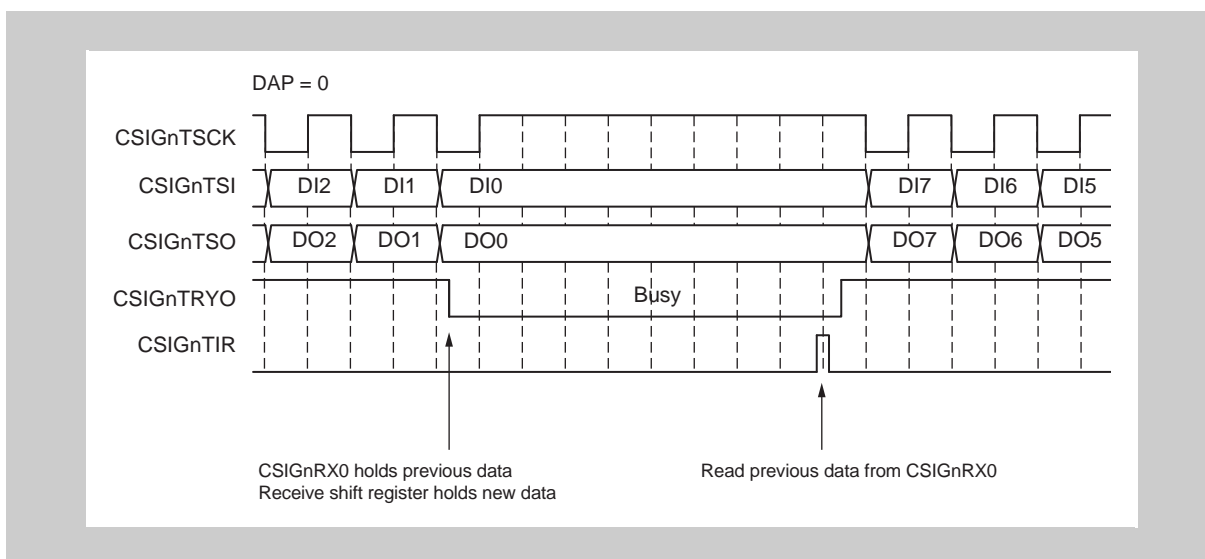 DAP = 0
CSIGnTSCK
CSIGnTSI DI2 DI1 DI0 DI7 DI6 DI5
CSIGnTSO DO2 DO1 DO0 DO7 DO6 DO5
CSIGnTRYO Busy
CSIGnTIR
CSIGnRX0 holds previous data
Receive shift register holds new data
Read previous data from CSIGnRX0